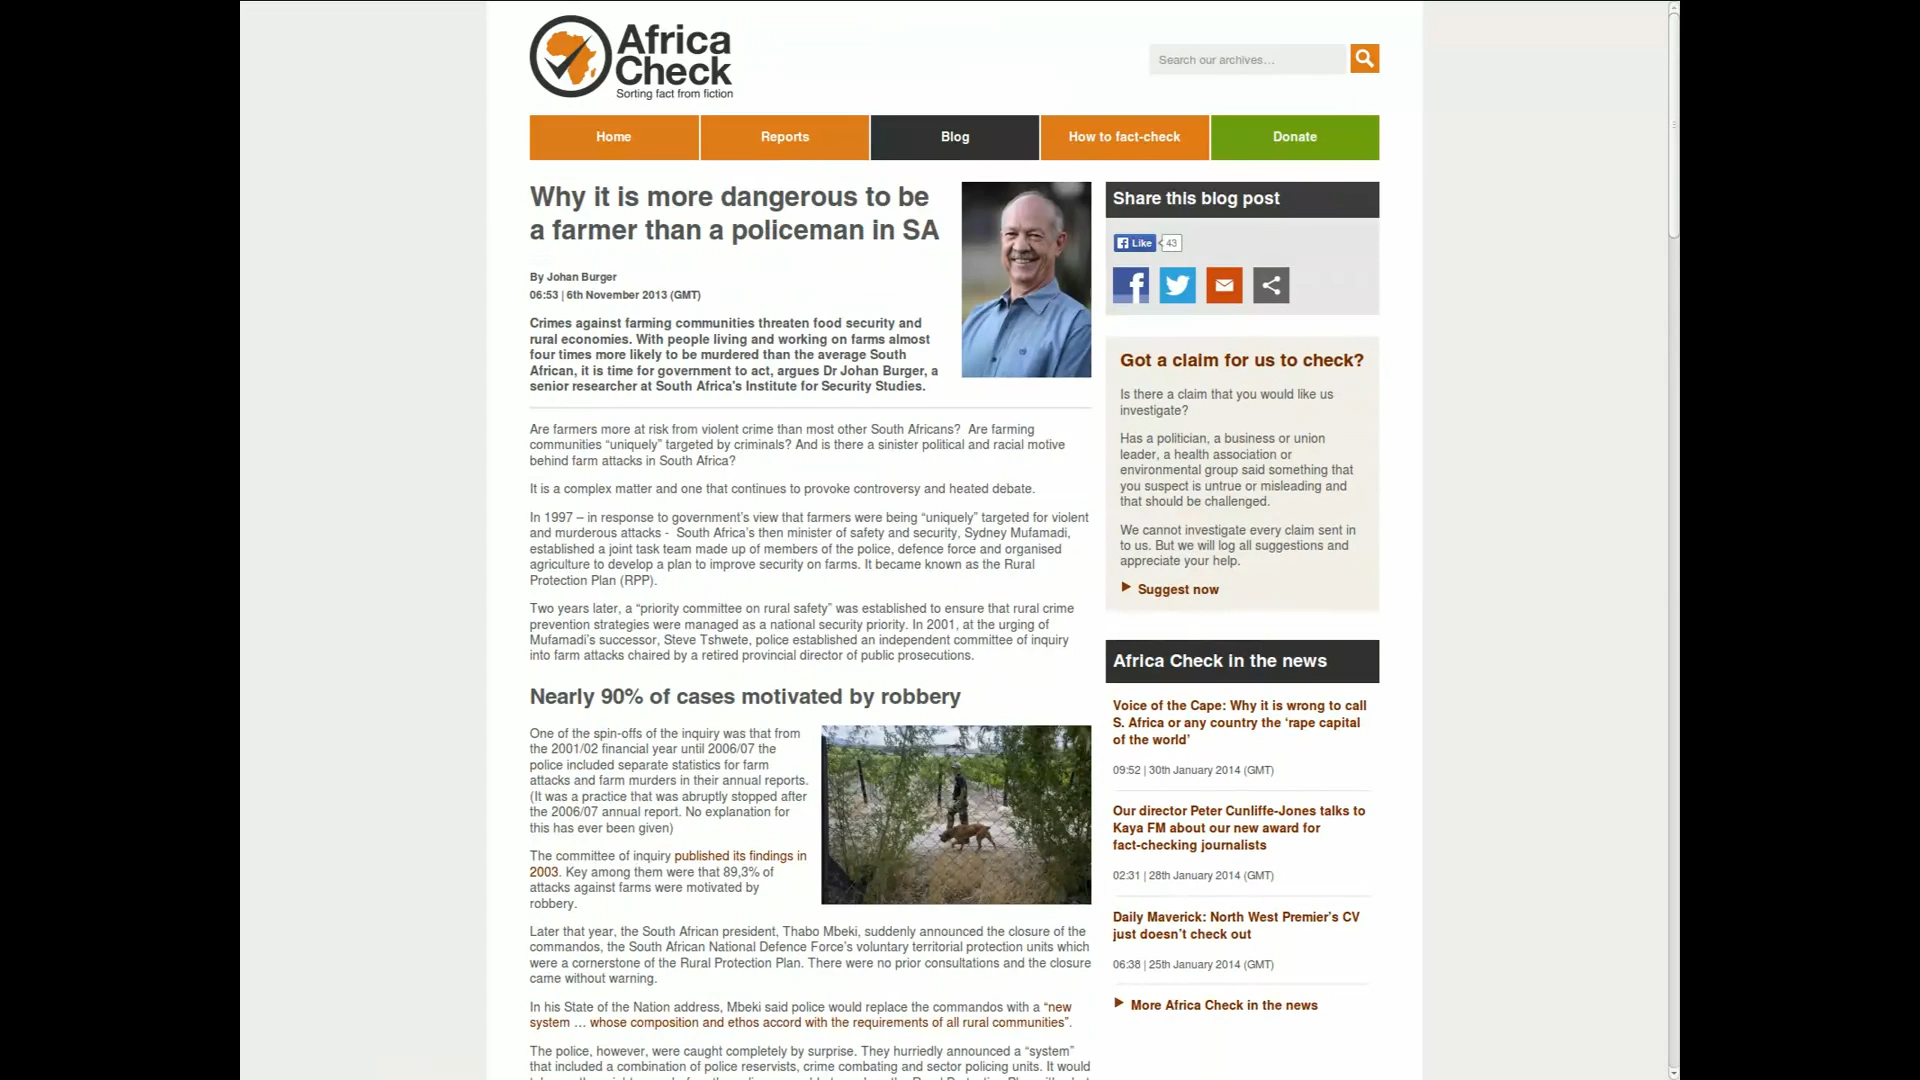 Africa
Check
Sorting fact from fiction
Search our archives...
Home
Reports
Blog
How to fact-check
Donate
Why it is more dangerous to be
a farmer than a policeman in SA
By Johan Burger
06:53 | 6th November 2013 (GMT)
Crimes against farming communities threaten food security and
rural economies. With people living and working on farms almost
four times more likely to be murdered than the average South
African, it is time for government to act, argues Dr Johan Burger, a
senior researcher at South Africa's Institute for Security Studies.
Are farmers more at risk from violent crime than most other South Africans?  Are farming
communities “uniquely” targeted by criminals? And is there a sinister political and racial motive
behind farm attacks in South Africa?
It is a complex matter and one that continues to provoke controversy and heated debate.
In 1997 – in response to government’s view that farmers were being “uniquely” targeted for violent
and murderous attacks -  South Africa’s then minister of safety and security, Sydney Mufamadi,
established a joint task team made up of members of the police, defence force and organised
agriculture to develop a plan to improve security on farms. It became known as the Rural
Protection Plan (RPP).
Two years later, a “priority committee on rural safety” was established to ensure that rural crime
prevention strategies were managed as a national security priority. In 2001, at the urging of
Mufamadi’s successor, Steve Tshwete, police established an independent committee of inquiry
into farm attacks chaired by a retired provincial director of public prosecutions.
Nearly 90% of cases motivated by robbery
One of the spin-offs of the inquiry was that from
the 2001/02 financial year until 2006/07 the
police included separate statistics for farm
attacks and farm murders in their annual reports.
(It was a practice that was abruptly stopped after
the 2006/07 annual report. No explanation for
this has ever been given)
The committee of inquiry published its findings in
2003. Key among them were that 89,3% of
attacks against farms were motivated by
robbery.
Later that year, the South African president, Thabo Mbeki, suddenly announced the closure of the
commandos, the South African National Defence Force’s voluntary territorial protection units which
were a cornerstone of the Rural Protection Plan. There were no prior consultations and the closure
came without warning.
In his State of the Nation address, Mbeki said police would replace the commandos with a “new
system … whose composition and ethos accord with the requirements of all rural communities”.
The police, however, were caught completely by surprise. They hurriedly announced a “system”
that included a combination of police reservists, crime combating and sector policing units. It would
Share this blog post
Like
43
Got a claim for us to check?
Is there a claim that you would like us
investigate?
Has a politician, a business or union
leader, a health association or
environmental group said something that
you suspect is untrue or misleading and
that should be challenged.
We cannot investigate every claim sent in
to us. But we will log all suggestions and
appreciate your help.
Suggest now
Africa Check in the news
Voice of the Cape: Why it is wrong to call
S. Africa or any country the ‘rape capital
of the world’
09:52 | 30th January 2014 (GMT)
Our director Peter Cunliffe-Jones talks to
Kaya FM about our new award for
fact-checking journalists
02:31 | 28th January 2014 (GMT)
Daily Maverick: North West Premier’s CV
just doesn’t check out
06:38 | 25th January 2014 (GMT)
More Africa Check in the news